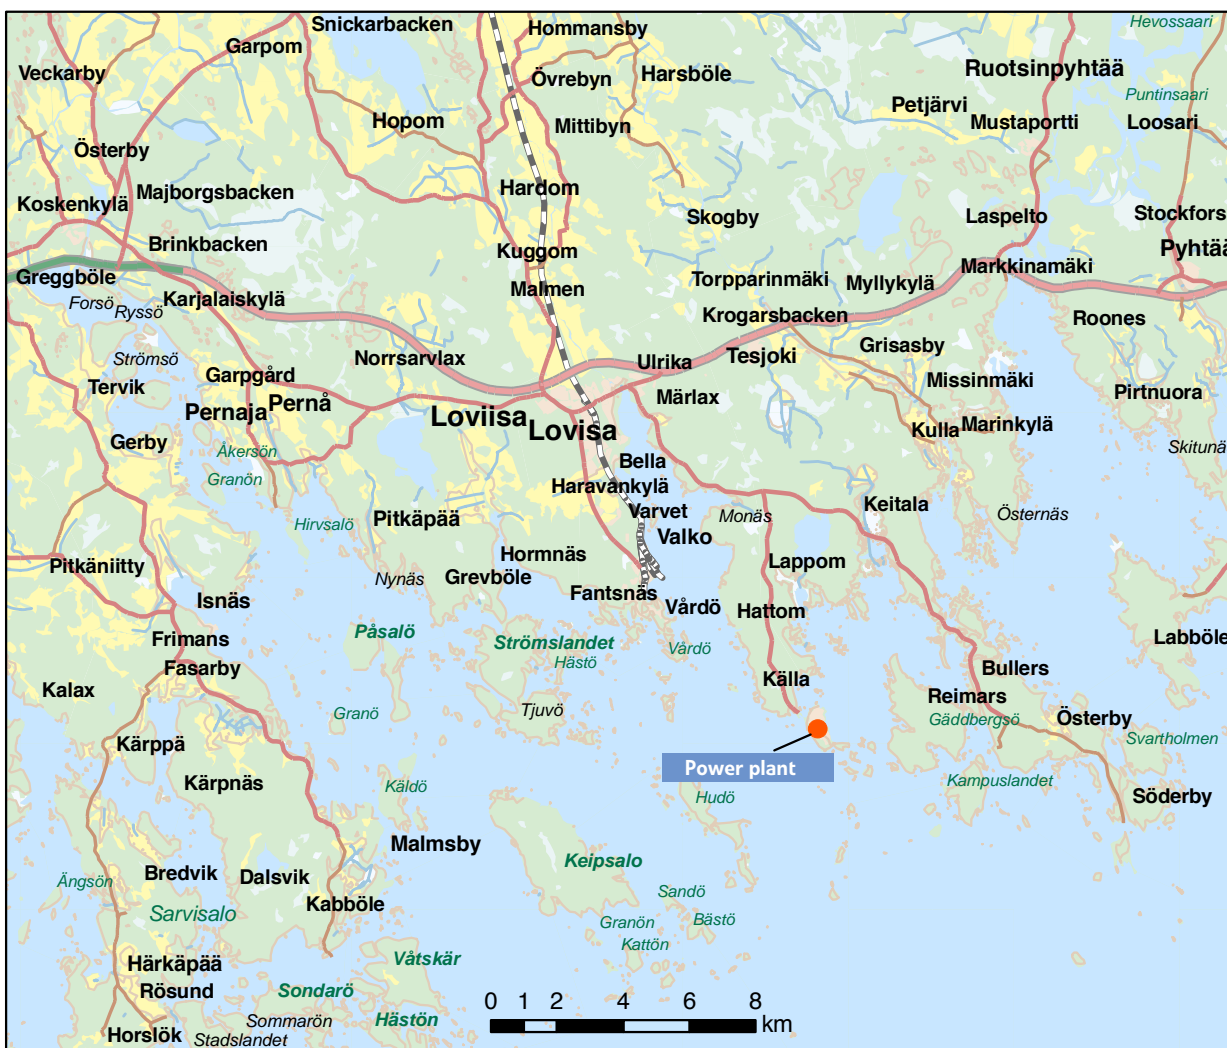 Snickarbacken
Hommansby
Hevossaari
Garpom
Veckarby
Övrebyn
Harsböle
Ruotsinpyhtää
Puntinsaari
Petjärvi
Hopom
Mittibyn
Mustaportti
Loosari
Österby
Majborgsbacken
Hardom
Koskenkylä
Skogby
Laspelto
Stockfors
Brinkbacken
Kuggom
Pyhtää
Greggböle
Torpparinmäki
Myllykylä
Markkinamäki
Forsö
Ryssö
Karjalaiskylä
Malmen
Krogarsbacken
Roones
Strömsö
Norrsarvlax
Ulrika
Tesjoki
Grisasby
Tervik
Garpgård
Missinmäki
Pernaja
Pernå
Märlax
Pirtnuora
Loviisa
Lovisa
Kulla
Marinkylä
Gerby
Åkersön
Skitunä
Bella
Granön
Haravankylä
Keitala
Varvet
Monäs
Östernäs
Hirvsalö
Pitkäpää
Valko
Hormnäs
Lappom
Pitkäniitty
Nynäs
Grevböle
Fantsnäs
Isnäs
Vårdö
Hattom
Påsalö
Frimans
Strömslandet
Vårdö
Labböle
Hästö
Fasarby
Källa
Bullers
Kalax
Reimars
Granö
Tjuvö
Gäddbergsö
Österby
Kärppä
Svartholmen
Power plant
Kärpnäs
Käldö
Kampuslandet
Hudö
Söderby
Malmsby
Keipsalo
Bredvik
Dalsvik
Ängsön
Sandö
Kabböle
Sarvisalo
Granön
Bästö
Kattön
Våtskär
Härkäpää
Rösund
Sondarö
0 1 2 4 6 8
km
Sommarön
Hästön
Horslök
Stadslandet